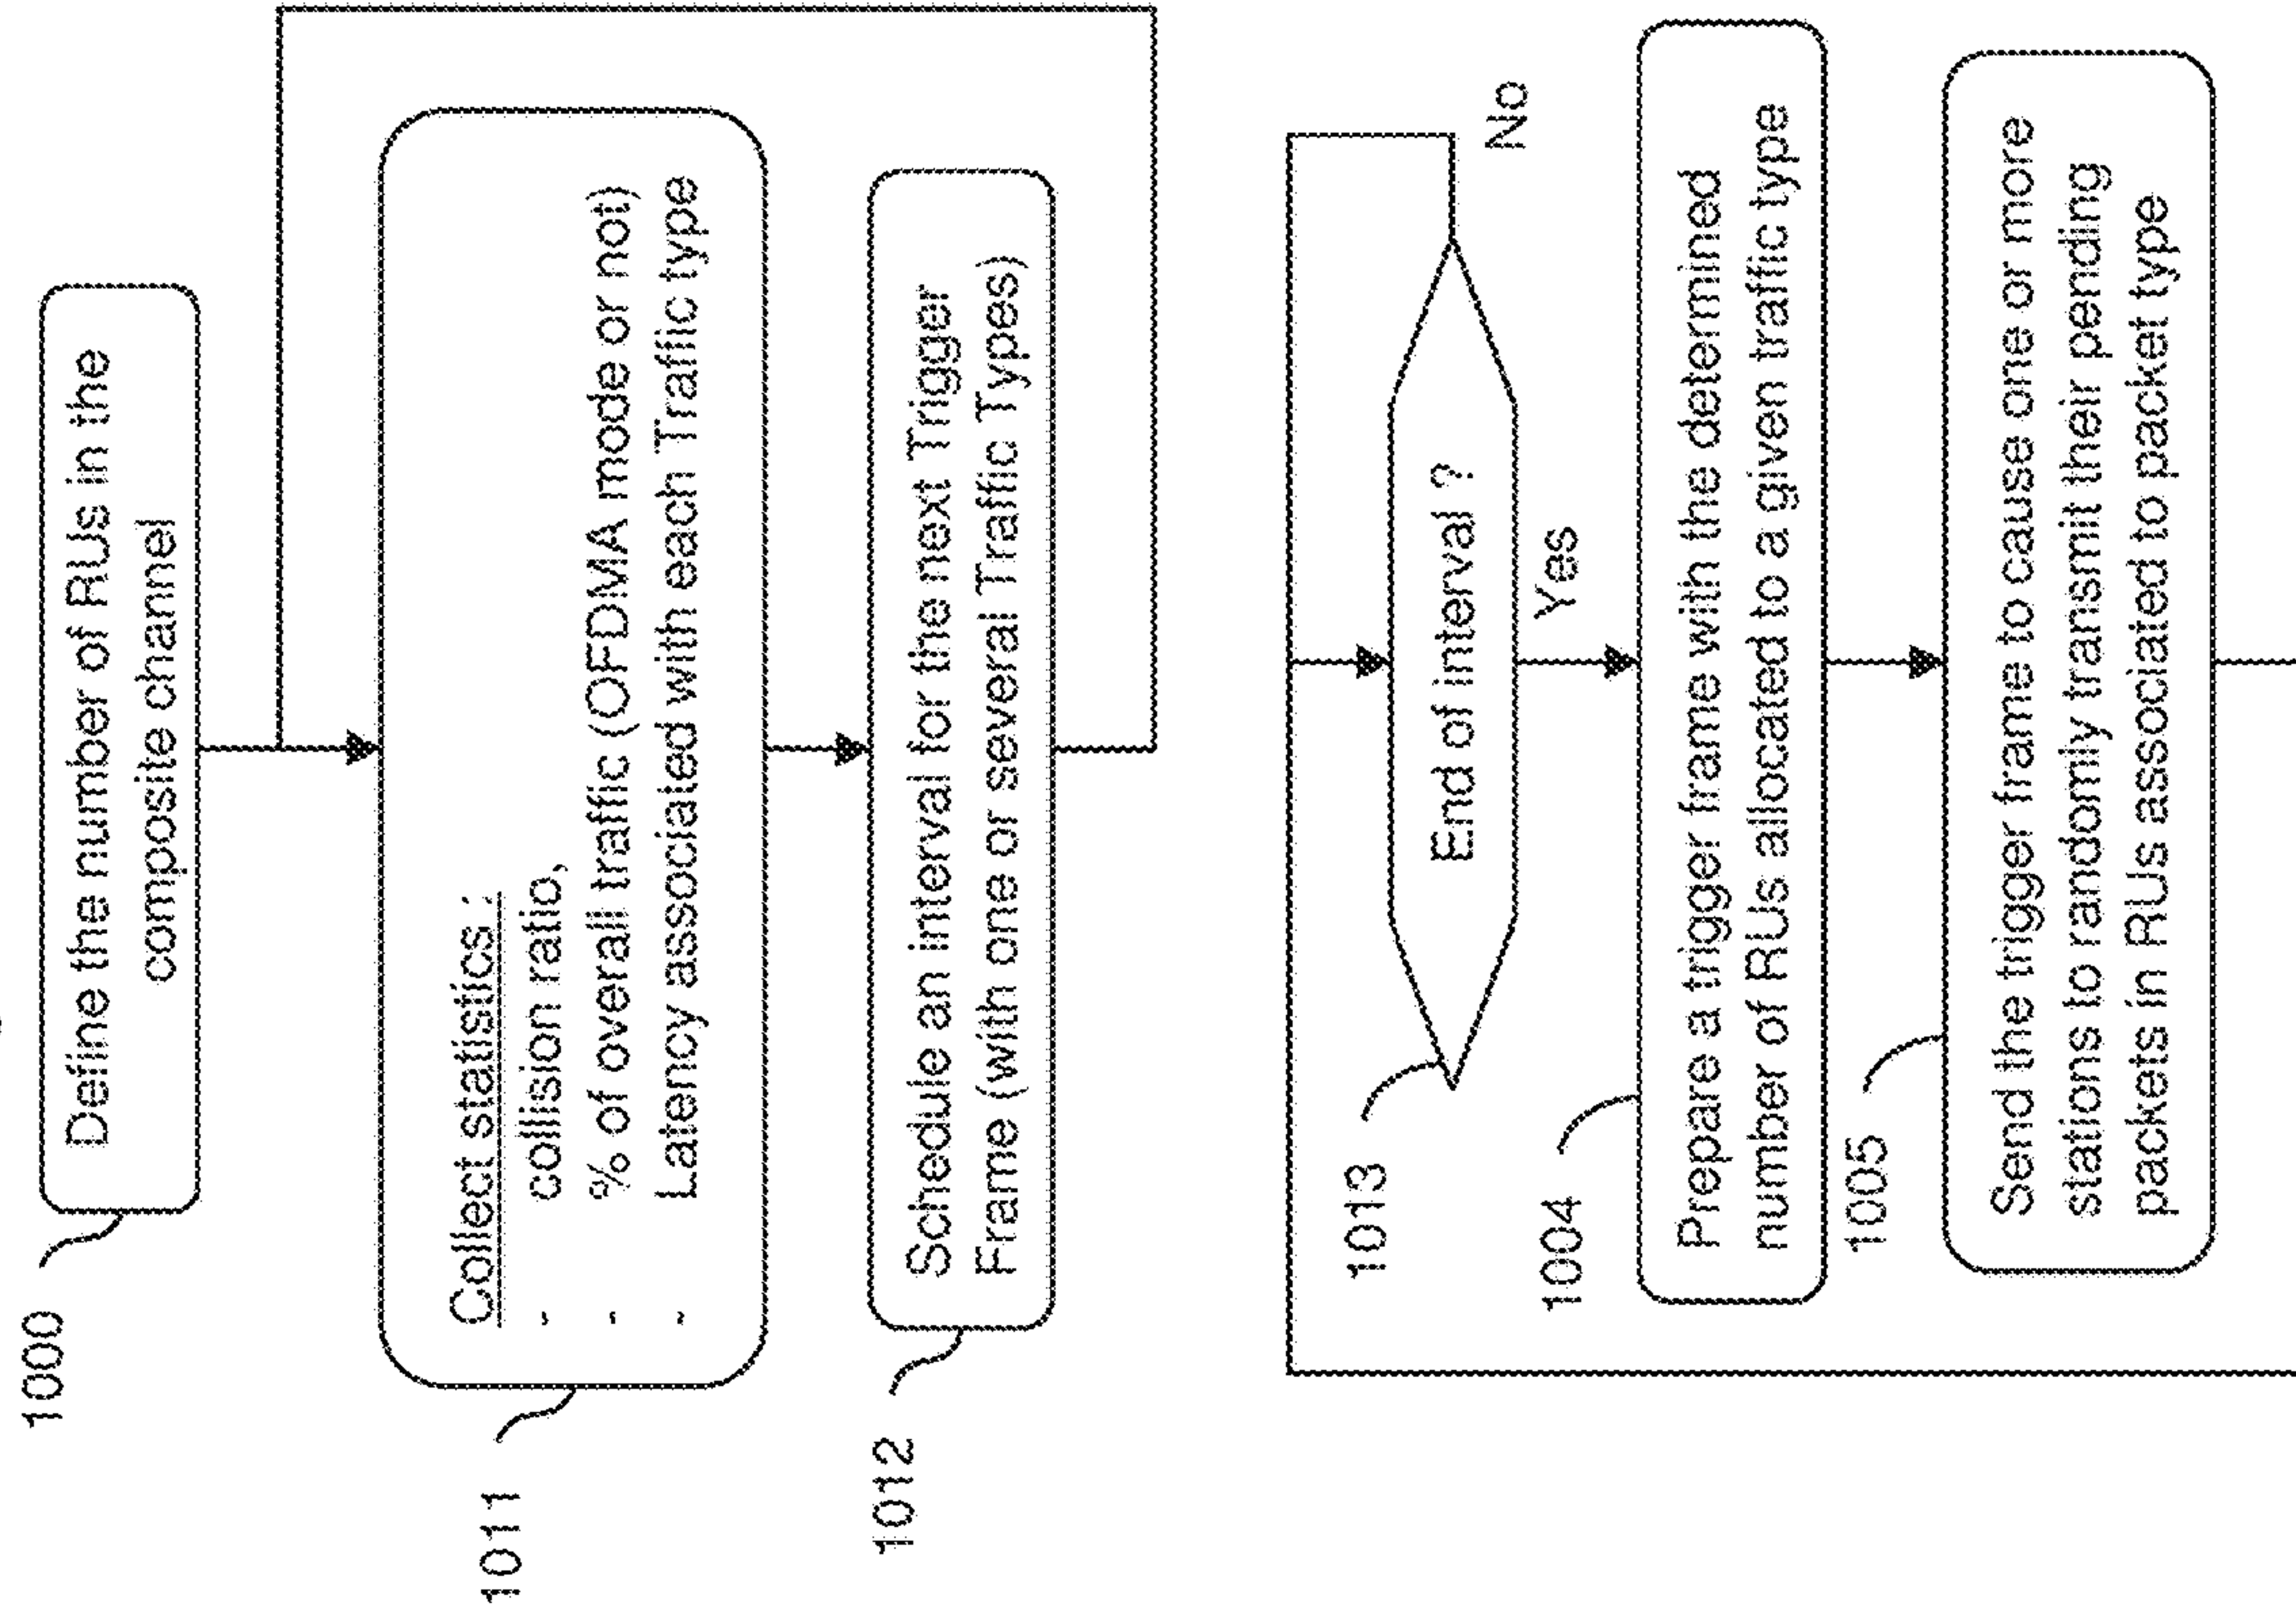 1000
Define the number of RUs in the
composite channel
1011
Collect statistics :
- collision ratio,
- % of overall traffic (OFDMA mode or not)
- Latency associated with each Traffic type
1012
Schedule an interval for the next Trigger
Frame (with one or several Traffic Types)
1013
End of interval ?
No
Yes
1004
Prepare a trigger frame with the determined
number of RUs allocated to a given traffic type
1005
Send the trigger frame to cause one or more
stations to randomly transmit their pending
packets in RUs associated to packet type